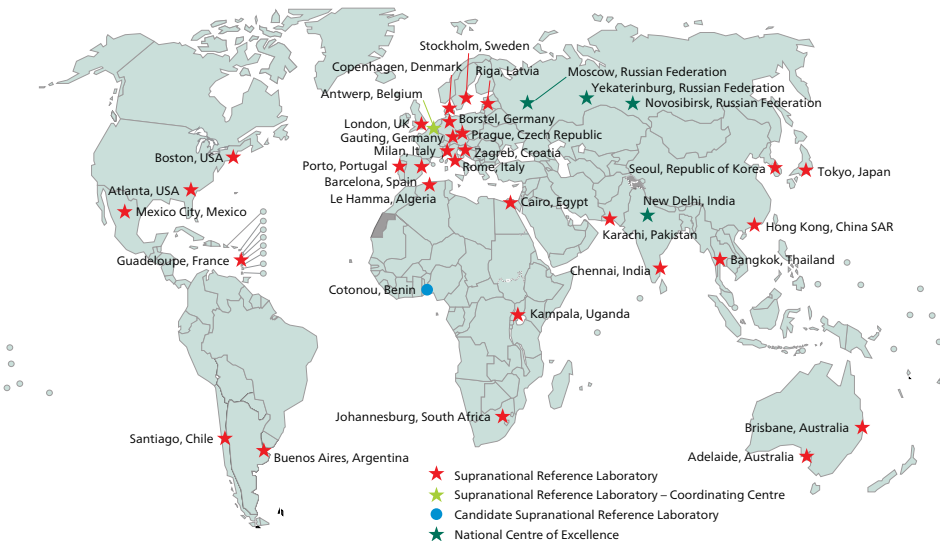 Stockholm, Sweden
Copenhagen, Denmark
Riga, Latvia
Moscow, Russian Federation
Yekaterinburg, Russian Federation
Antwerp, Belgium
Novosibirsk, Russian Federation
London, UK
Borstel, Germany
Gauting, Germany
Prague, Czech Republic
Milan, Italy
Zagreb, Croatia
Boston, USA
Porto, Portugal
Rome, Italy
Seoul, Republic of Korea
Tokyo, Japan
Barcelona, Spain
Atlanta, USA
Le Hamma, Algeria
Cairo, Egypt
New Delhi, India
Mexico City, Mexico
Karachi, Pakistan
Hong Kong, China SAR
Guadeloupe, France
Chennai, India
Bangkok, Thailand
Cotonou, Benin
Kampala, Uganda
Johannesburg, South Africa
Brisbane, Australia
Santiago, Chile
Buenos Aires, Argentina
Adelaide, Australia
Supranational Reference Laboratory
Supranational Reference Laboratory – Coordinating Centre
Candidate Supranational Reference Laboratory
National Centre of Excellence